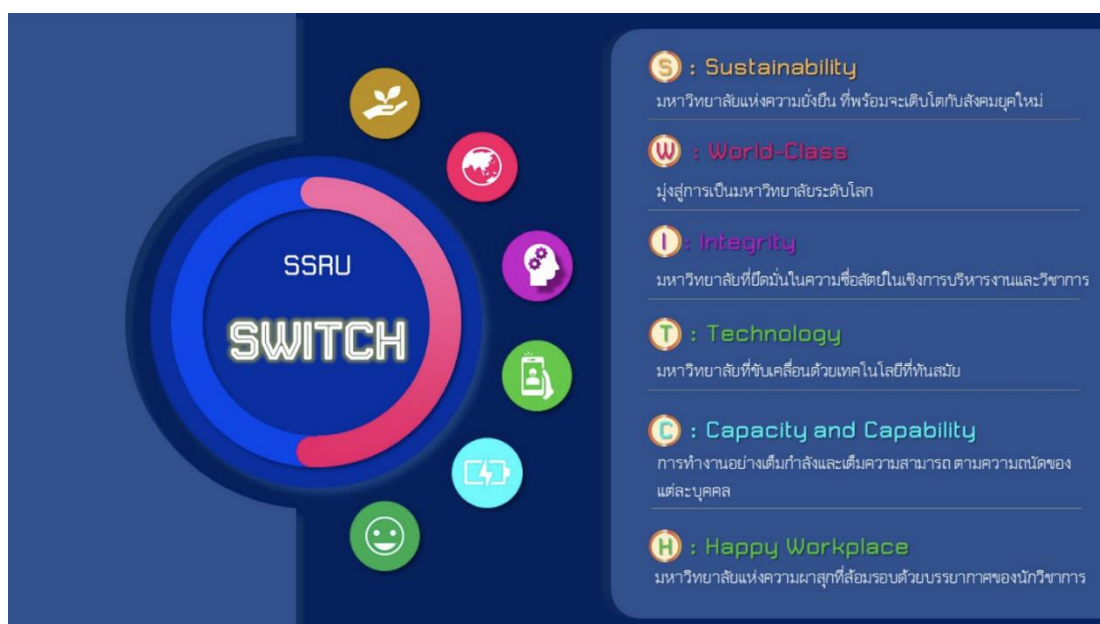 SSRU
SWITCH
S : Sustainability
มหาวิทยาลัยแห่งความยั่งยืน ที่พร้อมจะเติบโตกับสังคมยุคใหม่
W : World-Class
มุ่งสู่การเป็นมหาวิทยาลัยระดับโลก
I : Integrity
มหาวิทยาลัยที่ยึดมั่นในความซื่อสัตย์ในเชิงการบริหารงานและวิชาการ
T : Technology
มหาวิทยาลัยที่ขับเคลื่อนด้วยเทคโนโลยีที่ทันสมัย
C : Capacity and Capability
การทำงานอย่างเต็มกำลังและเต็มความสามารถ ตามความถนัดของ
แต่ละบุคคล
H : Happy Workplace
มหาวิทยาลัยแห่งความผาสุกที่ล้อมรอบด้วยบรรยากาศของนักวิชาการ